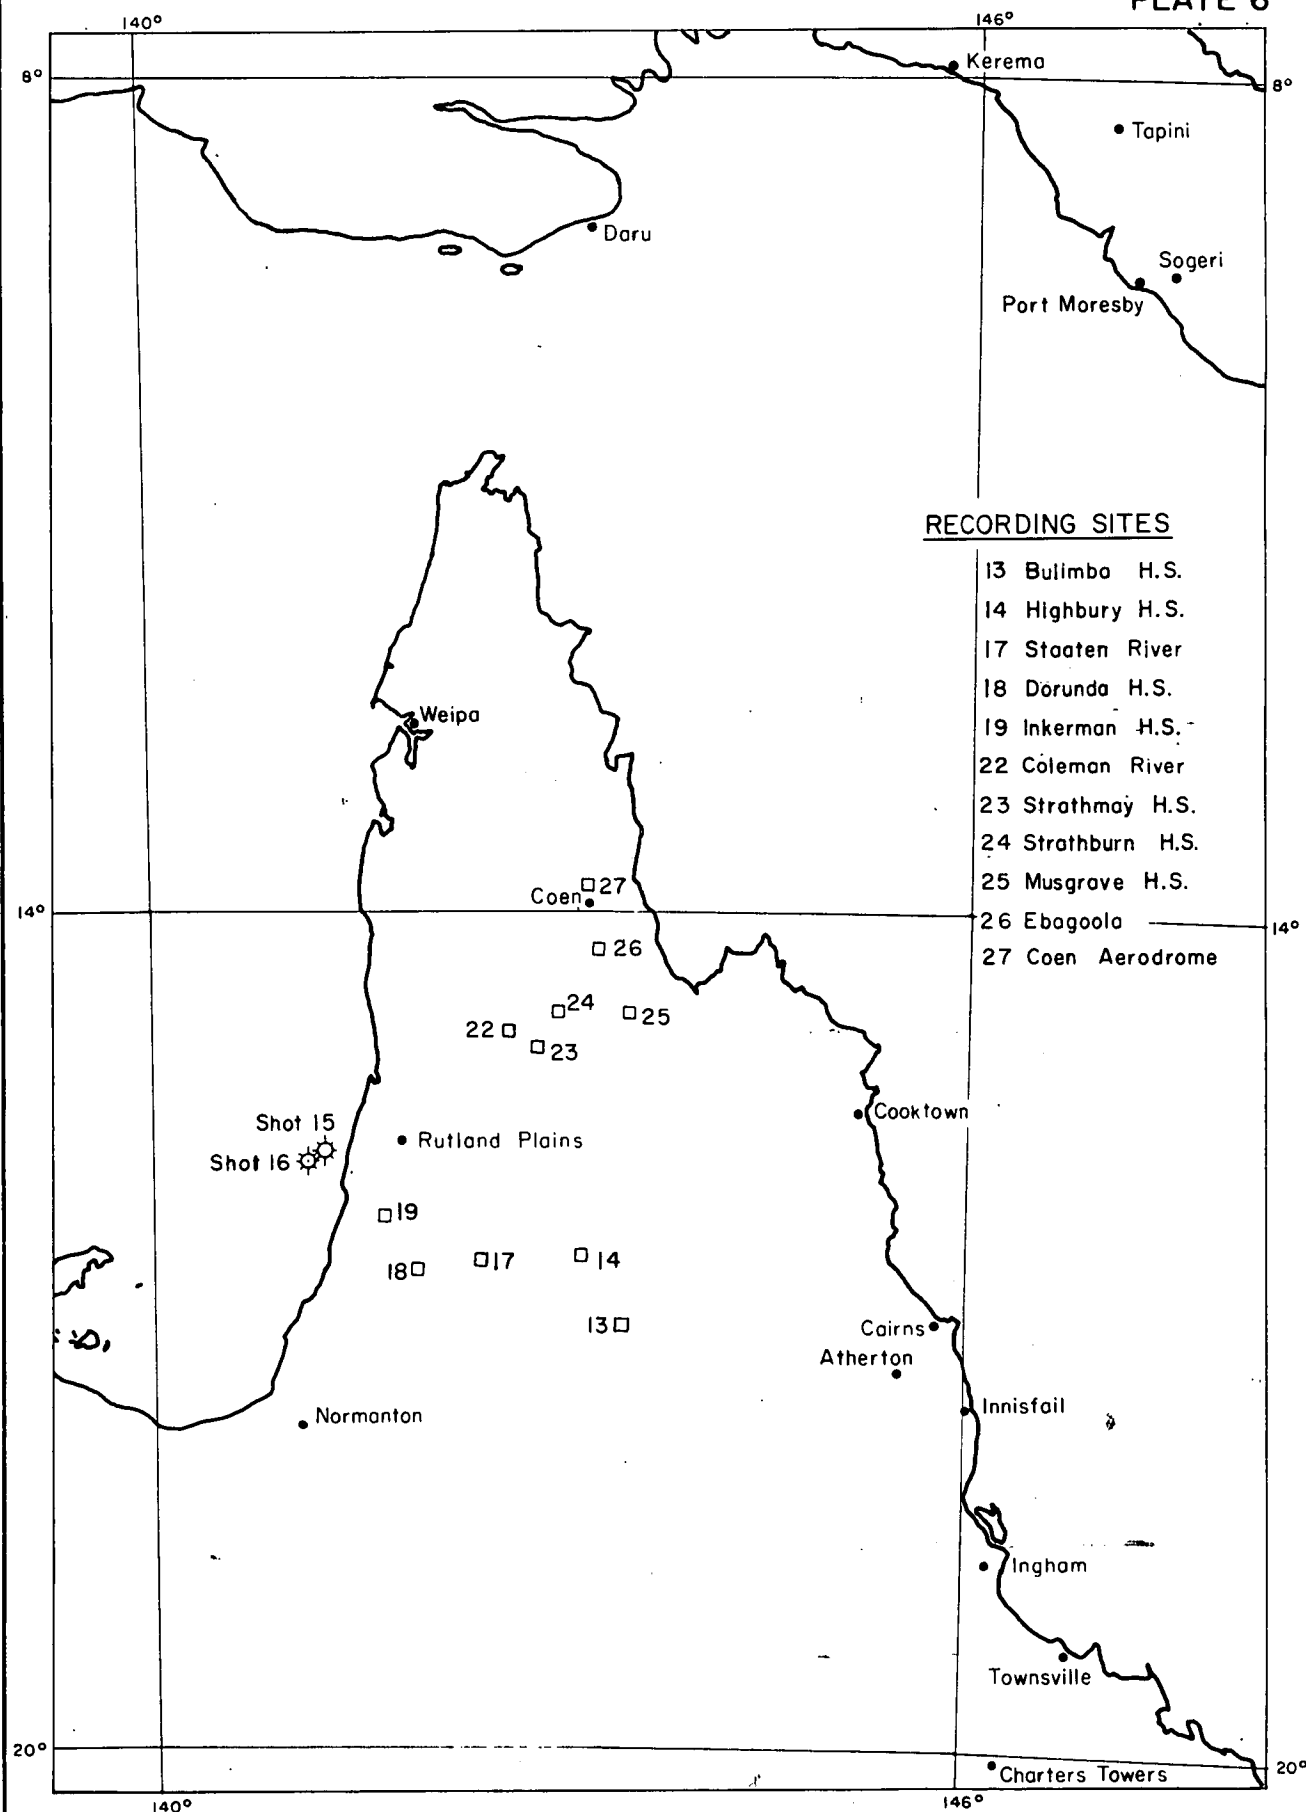 PLATE 6
140°
146°
8°
8°
Kerema
Tapini
Daru
Sogeri
Port Moresby
RECORDING SITES
13 Bulimba H.S.
14 Highbury H.S.
17 Staaten River
18 Dorunda H.S.
19 Inkerman H.S.
22 Coleman River
23 Strathmay H.S.
24 Strathburn H.S.
25 Musgrave H.S.
26 Ebagoola
27 Coen Aerodrome
Weipa
27
Coen
14°
14°
26
24
25
22
23
Shot 15
Cooktown
Rutland Plains
Shot 16
19
17
14
18
13
Cairns
Atherton
Innisfail
Normanton
Ingham
Townsville
20°
20°
Charters Towers
140°
146°